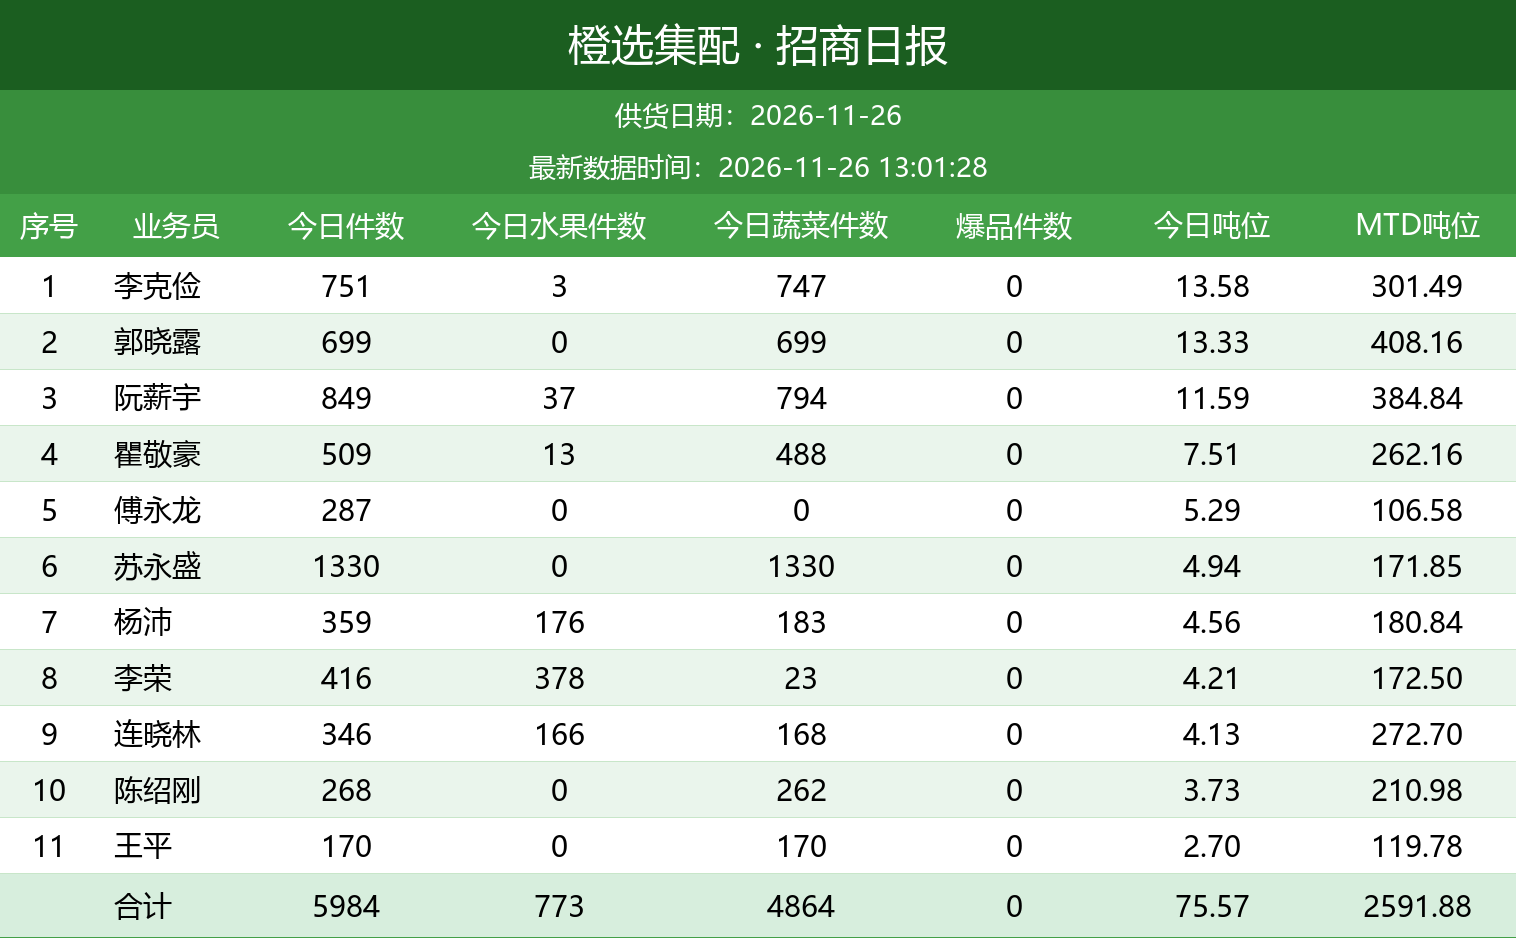 橙选集配 · 招商日报
供货日期：2026-11-26
最新数据时间：2026-11-26 13:01:28
序号 业务员 今日件数 今日水果件数 今日蔬菜件数 爆品件数 今日吨位 MTD吨位
1 李克俭 751 3 747 0 13.58 301.49
2 郭晓露 699 0 699 0 13.33 408.16
3 阮薪宇 849 37 794 0 11.59 384.84
4 瞿敬豪 509 13 488 0 7.51 262.16
5 傅永龙 287 0 0 0 5.29 106.58
6 苏永盛 1330 0 1330 0 4.94 171.85
7 杨沛 359 176 183 0 4.56 180.84
8 李荣 416 378 23 0 4.21 172.50
9 连晓林 346 166 168 0 4.13 272.70
10 陈绍刚 268 0 262 0 3.73 210.98
11 王平 170 0 170 0 2.70 119.78
合计 5984 773 4864 0 75.57 2591.88